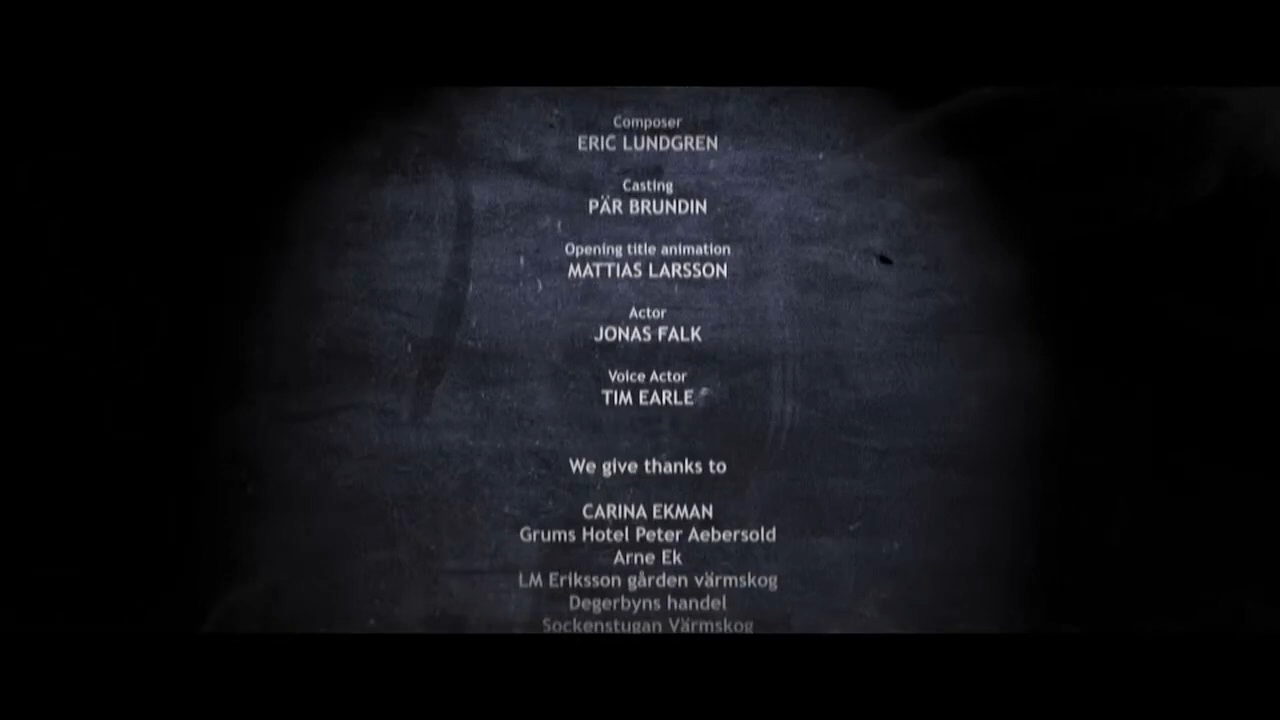 Composer
ERIC LUNDGREN
Casting
PÄR BRUNDIN
Opening title animation
MATTIAS LARSSON
Actor
JONAS FALK
Voice Actor
TIM EARLE
We give thanks to
CARINA EKMAN
Grums Hotel Peter Aebersold
Arne Ek
LM Eriksson gården värmskog
Degerbyns handel
Sockenstugan Värmskog